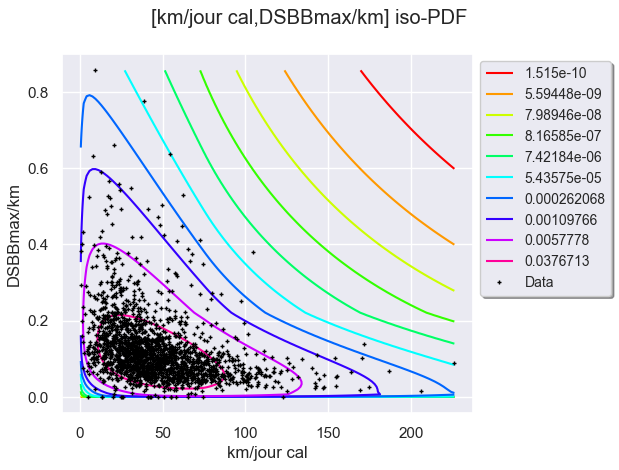 [km/jour cal,DSBBmax/km] iso-PDF
DSBBmax/km
0.8
0.6
0.4
0.2
0.0
0
50
100
150
200
km/jour cal
1.515e-10
5.59448e-09
7.98946e-08
8.16585e-07
7.42184e-06
5.43575e-05
0.000262068
0.00109766
0.0057778
0.0376713
Data